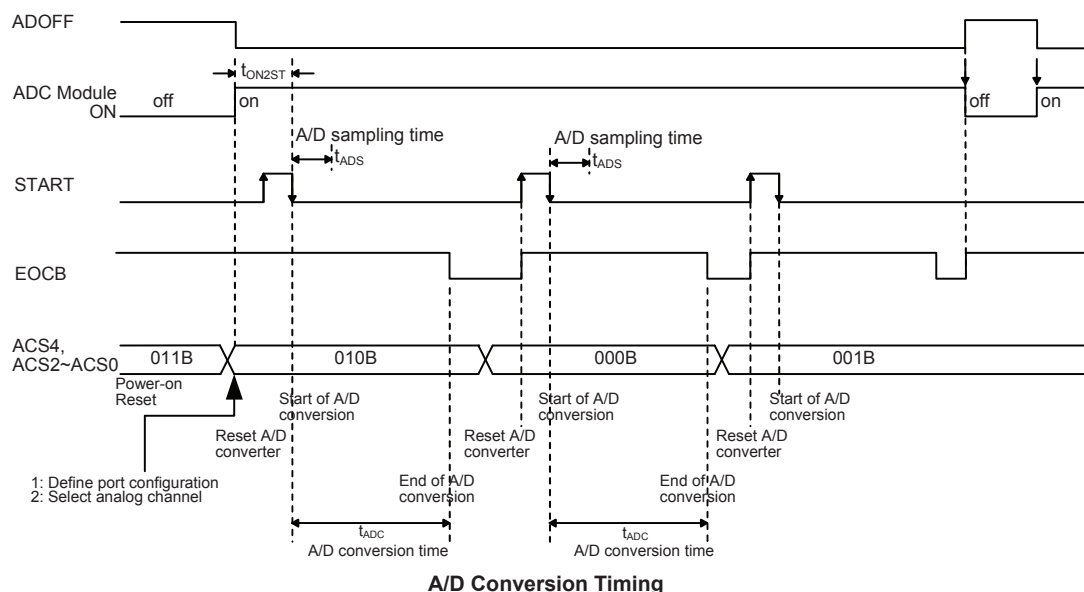 ADOFF
tON2ST
ADC Module
ON
off
on
off
on
A/D sampling time
tADS
A/D sampling time
tADS
START
EOCB
ACS4,
ACS2~ACS0
011B
010B
000B
001B
Power-on
Reset
Start of A/D
conversion
Start of A/D
conversion
Start of A/D
conversion
Reset A/D
converter
Reset A/D
converter
Reset A/D
converter
1: Define port configuration
2: Select analog channel
End of A/D
conversion
End of A/D
conversion
tADC
A/D conversion time
tADC
A/D conversion time
A/D Conversion Timing